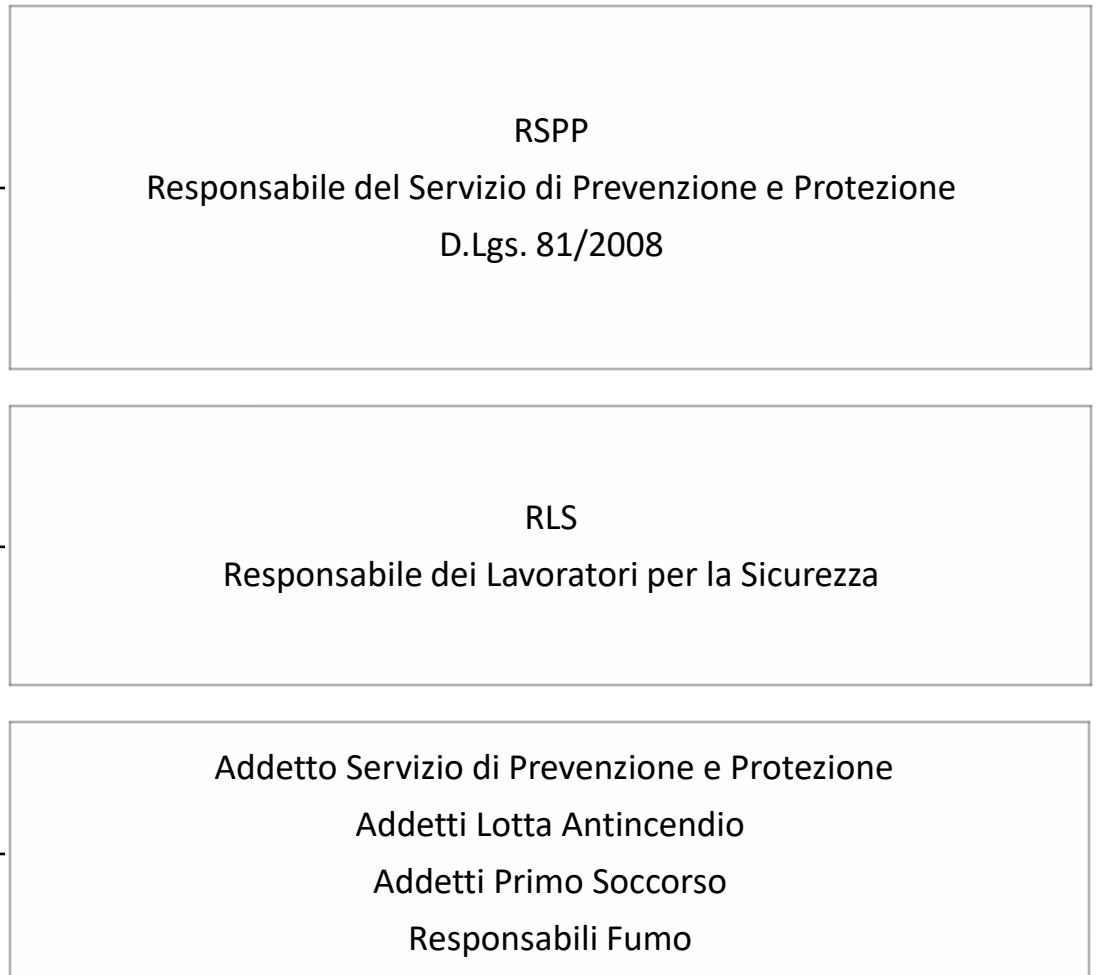 RSPP
Responsabile del Servizio di Prevenzione e Protezione
D.Lgs. 81/2008
RLS
Responsabile dei Lavoratori per la Sicurezza
Addetto Servizio di Prevenzione e Protezione
Addetti Lotta Antincendio
Addetti Primo Soccorso
Responsabili Fumo